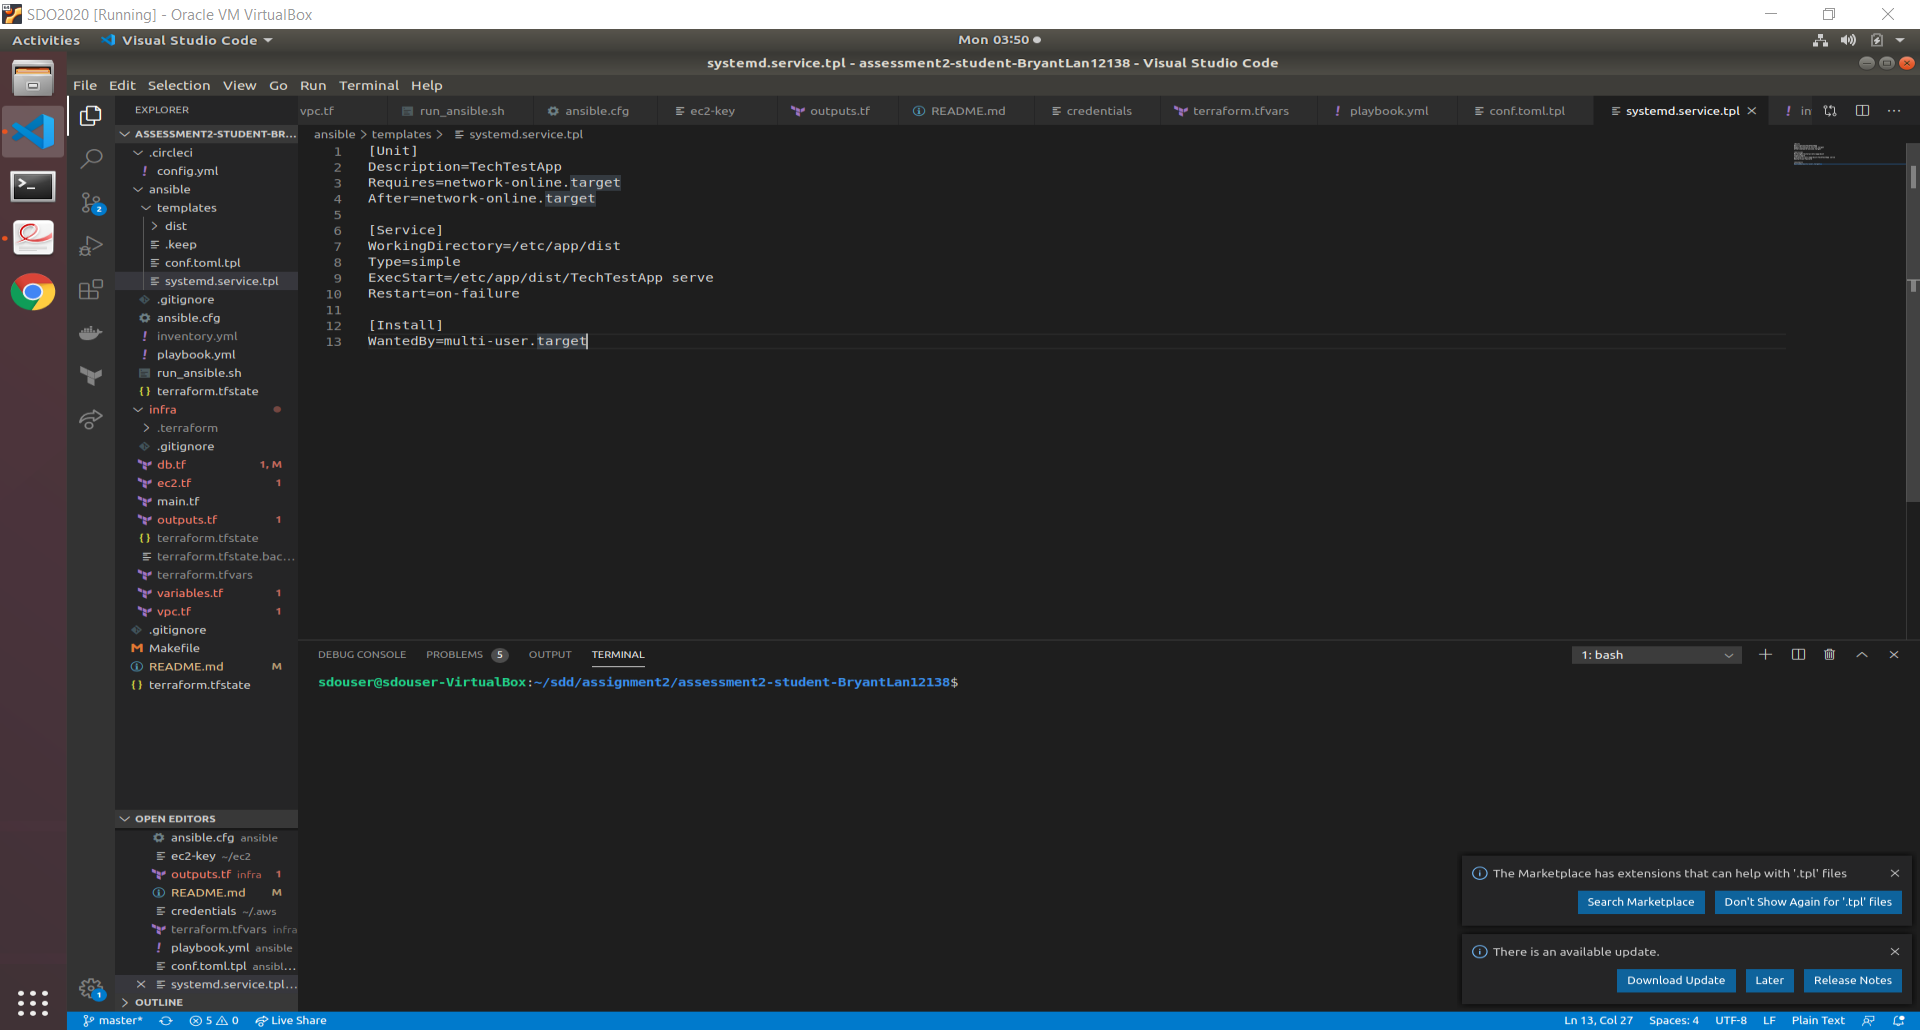 SDO2020 [Running] - Oracle VM VirtualBox
Activities
Visual Studio Code
Mon 03:50
systemd.service.tpl - assessment2-student-BryantLan12138 - Visual Studio Code
File Edit Selection View Go Run Terminal Help
EXPLORER
vpc.tf
run_ansible.sh
ansible.cfg
ec2-key
outputs.tf
README.md
credentials
terraform.tfvars
playbook.yml
conf.toml.tpl
systemd.service.tpl
in
ansible > templates > systemd.service.tpl
ASSESSMENT2-STUDENT-BR...
.circleci
config.yml
ansible
templates
dist
.keep
conf.toml.tpl
systemd.service.tpl
.gitignore
ansible.cfg
inventory.yml
playbook.yml
run_ansible.sh
terraform.tfstate
infra
.terraform
.gitignore
db.tf 1, M
ec2.tf 1
main.tf
outputs.tf 1
terraform.tfstate
terraform.tfstate.bac...
terraform.tfvars
variables.tf 1
vpc.tf 1
.gitignore
Makefile
README.md M
terraform.tfstate
OPEN EDITORS
ansible.cfg ansible
ec2-key ~/ec2
outputs.tf infra 1
README.md M
credentials ~/.aws
terraform.tfvars infra
playbook.yml ansible
conf.toml.tpl ansibl...
systemd.service.tpl...
OUTLINE
2
1
1 [Unit]
2 Description=TechTestApp
3 Requires=network-online.target
4 After=network-online.target
5
6 [Service]
7 WorkingDirectory=/etc/app/dist
8 Type=simple
9 ExecStart=/etc/app/dist/TechTestApp serve
10 Restart=on-failure
11
12 [Install]
13 WantedBy=multi-user.target
DEBUG CONSOLE PROBLEMS 5 OUTPUT TERMINAL
1: bash
sdouser@sdouser-VirtualBox:~/sdd/assignment2/assessment2-student-BryantLan12138$
The Marketplace has extensions that can help with '.tpl' files
Search Marketplace
Don't Show Again for '.tpl' files
There is an available update.
Download Update
Later
Release Notes
master* 5 0 Live Share
Ln 13, Col 27 Spaces: 4 UTF-8 LF Plain Text